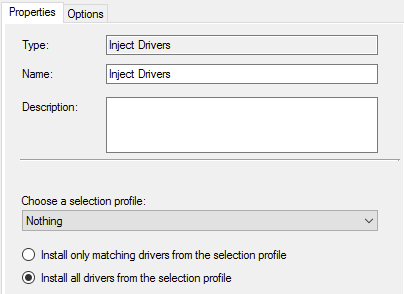 Properties
Options
Type:
Inject Drivers
Name:
Inject Drivers
Description:
Choose a selection profile:
Nothing
Install only matching drivers from the selection profile
Install all drivers from the selection profile